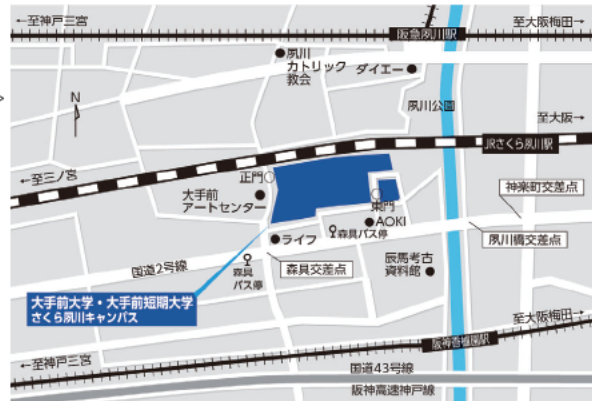 ←至神戸三宮
阪急夙川駅
至大阪梅田→
夙川
カトリック
教会
ダイエー
夙川公園
N
至大阪→
JRさくら夙川駅
←至三ノ宮
正門
大手前
アートセンター
東門
AOKI
神楽町交差点
ライフ
森具バス停
夙川橋交差点
国道2号線
森具
バス停
森具交差点
辰馬考古
資料館
大手前大学・大手前短期大学
さくら夙川キャンパス
至大阪梅田→
阪神香櫨園駅
←至神戸三宮
国道43号線
阪神高速神戸線